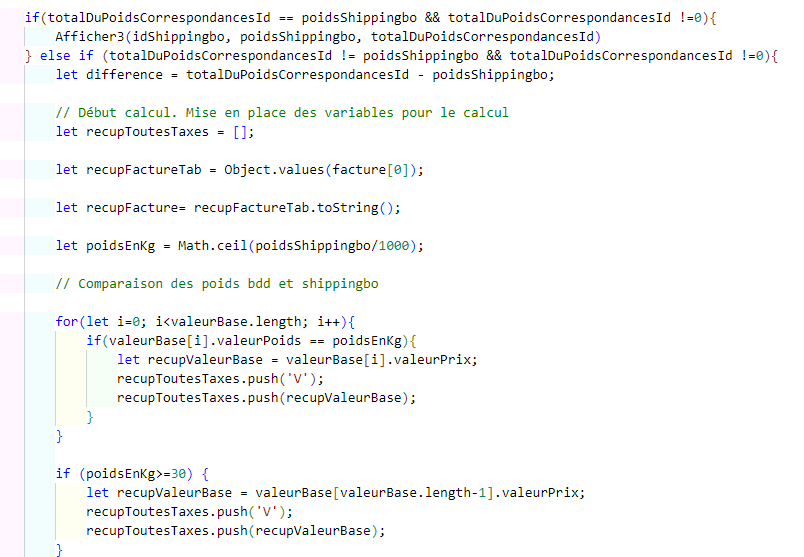 if(totalDuPoidsCorrespondancesId == poidsShippingbo && totalDuPoidsCorrespondancesId !=0){
    Afficher3(idShippingbo, poidsShippingbo, totalDuPoidsCorrespondancesId)
} else if (totalDuPoidsCorrespondancesId != poidsShippingbo && totalDuPoidsCorrespondancesId !=0){
    let difference = totalDuPoidsCorrespondancesId - poidsShippingbo;

    // Début calcul. Mise en place des variables pour le calcul
    let recupToutesTaxes = [];

    let recupFactureTab = Object.values(facture[0]);

    let recupFacture= recupFactureTab.toString();

    let poidsEnKg = Math.ceil(poidsShippingbo/1000);

    // Comparaison des poids bdd et shippingbo

    for(let i=0; i<valeurBase.length; i++){
        if(valeurBase[i].valeurPoids == poidsEnKg){
            let recupValeurBase = valeurBase[i].valeurPrix;
            recupToutesTaxes.push('V');
            recupToutesTaxes.push(recupValeurBase);
        }
    }

    if (poidsEnKg>=30) {
        let recupValeurBase = valeurBase[valeurBase.length-1].valeurPrix;
        recupToutesTaxes.push('V');
        recupToutesTaxes.push(recupValeurBase);
    }